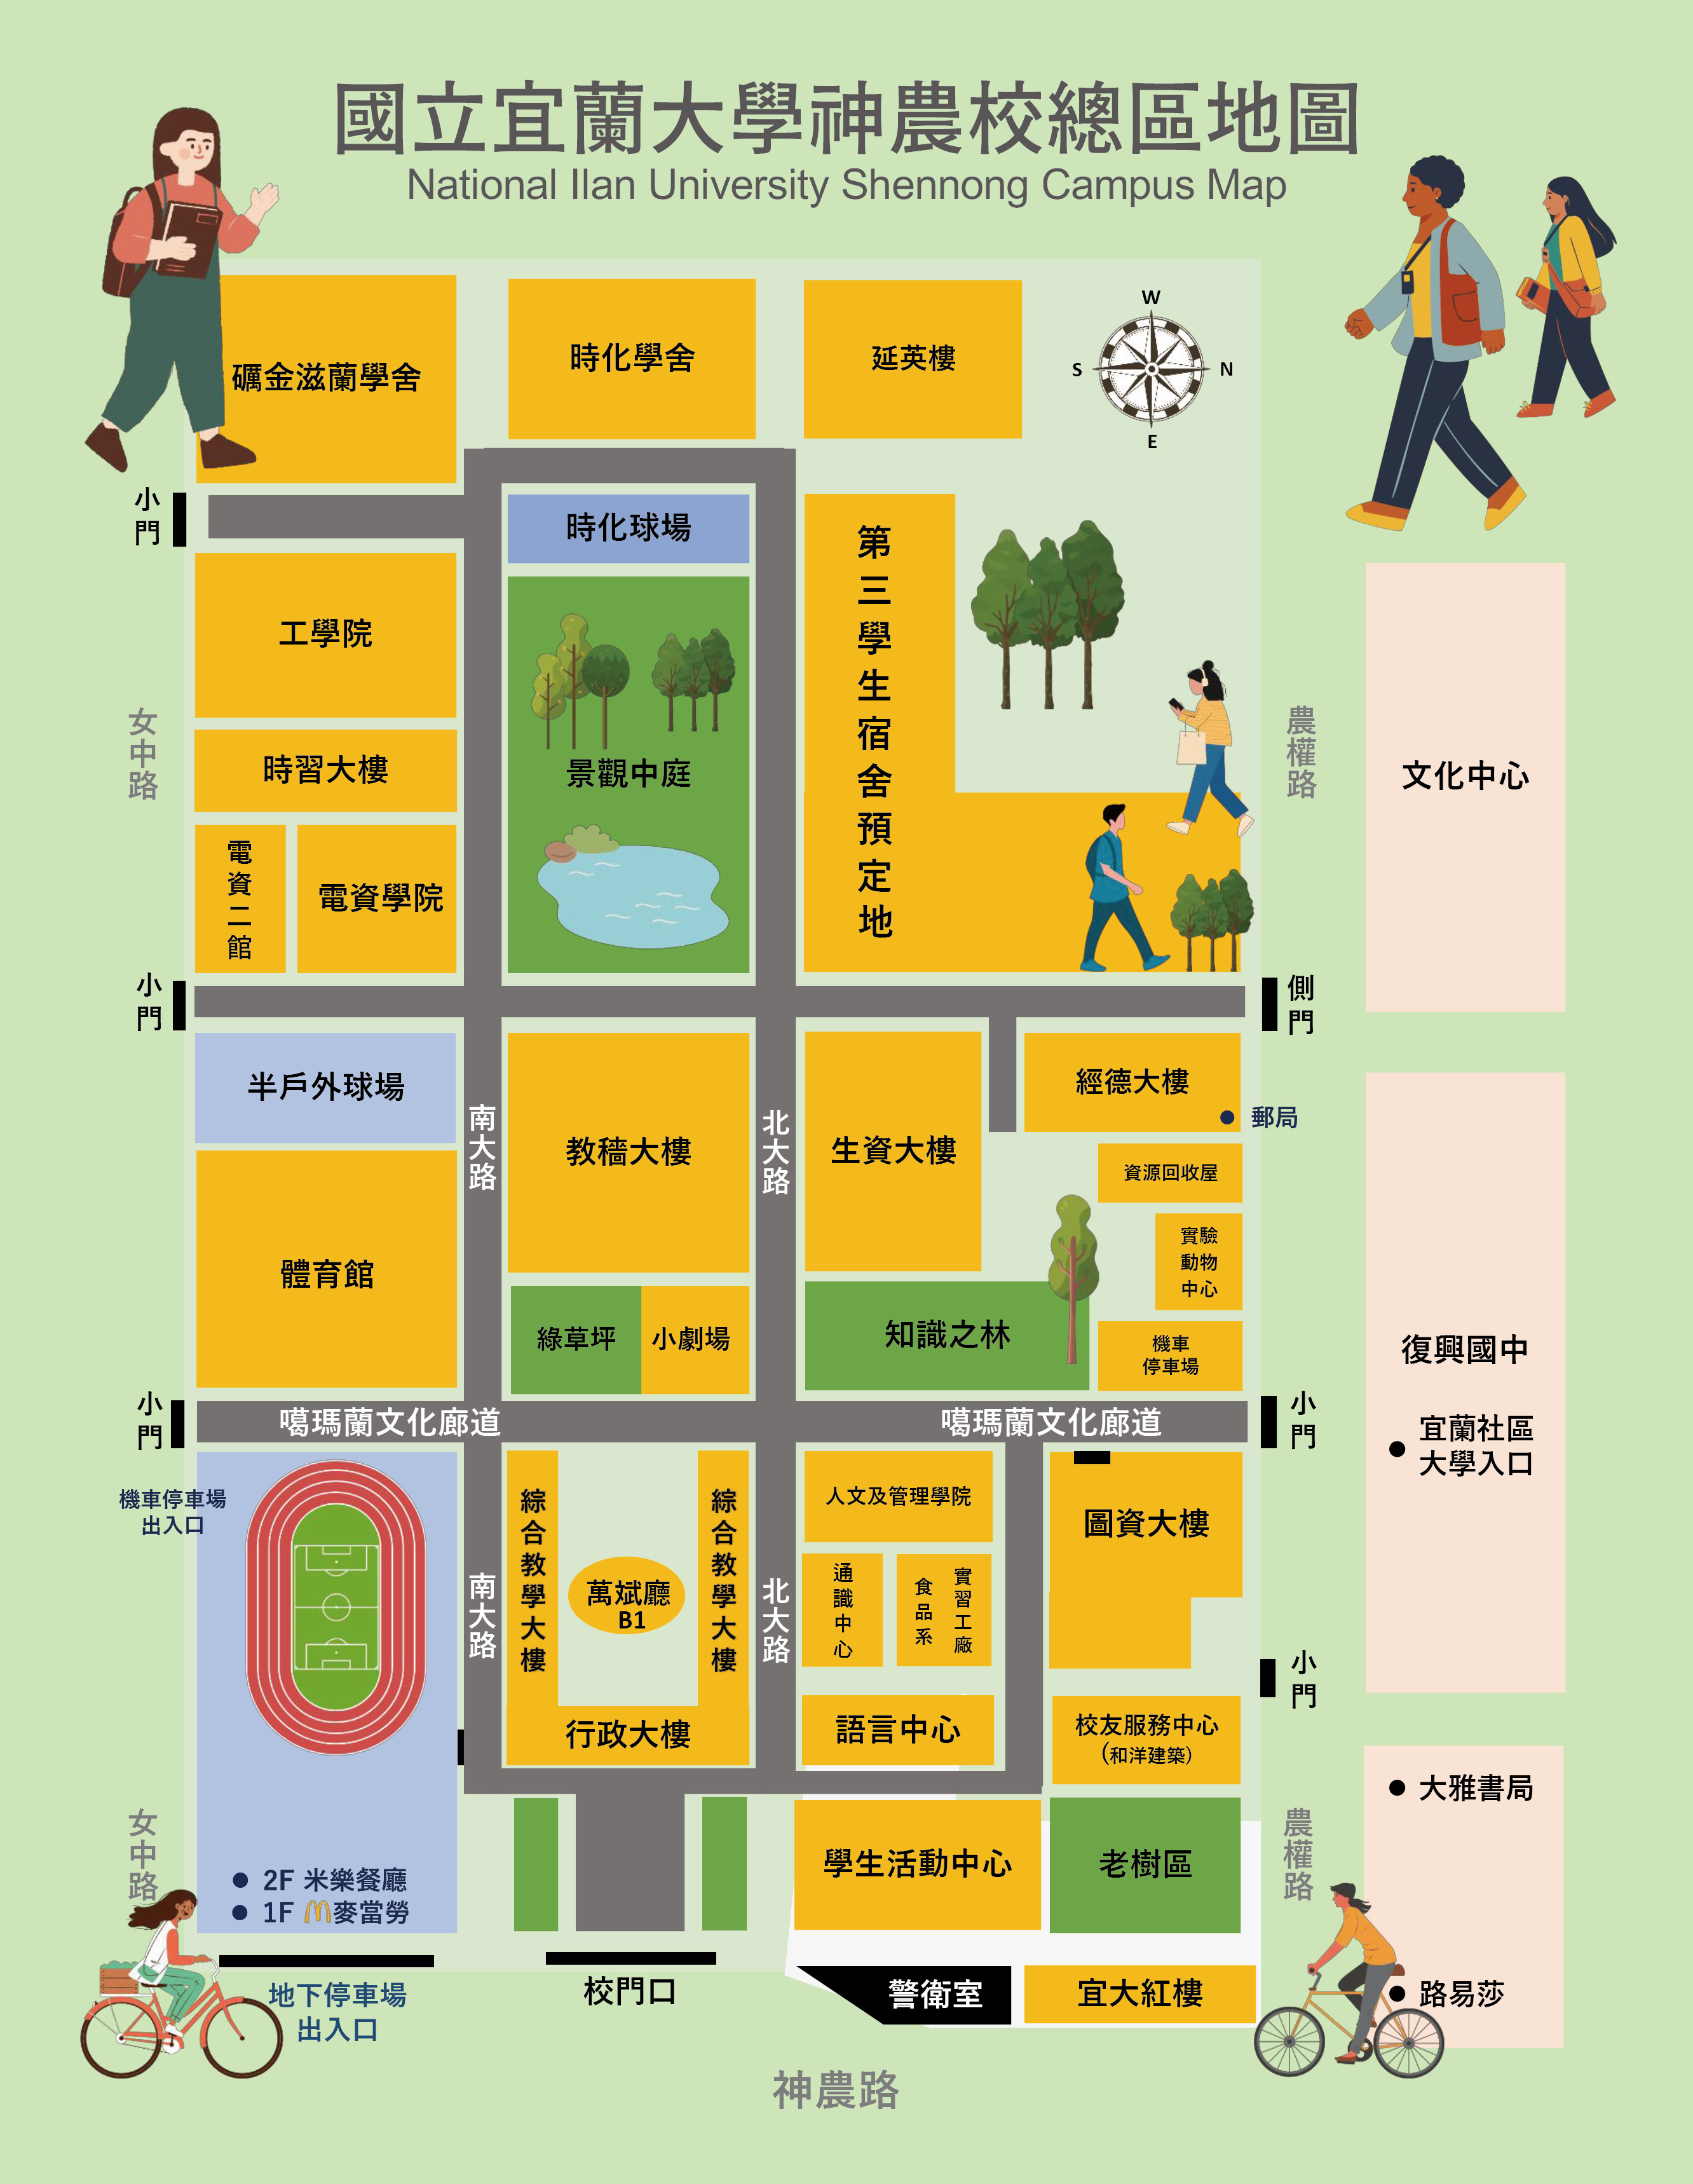 國立宜蘭大學神農校總區地圖
National Ilan University Shennong Campus Map
礪金滋蘭學舍
時化學舍
延英樓
W
S
N
E
小門
時化球場
第三學生宿舍預定地
工學院
女中路
時習大樓
景觀中庭
農權路
文化中心
電資二館
電資學院
小門
側門
半戶外球場
南大路
教穡大樓
北大路
生資大樓
經德大樓
郵局
資源回收屋
實驗
動物
中心
體育館
綠草坪
小劇場
知識之林
機車
停車場
復興國中
宜蘭社區
大學入口
小門
噶瑪蘭文化廊道
噶瑪蘭文化廊道
小門
機車停車場
出入口
綜合教學大樓
綜合教學大樓
萬斌廳
B1
南大路
北大路
人文及管理學院
通識中心
食品系
實習工廠
圖資大樓
小門
行政大樓
語言中心
校友服務中心
(和洋建築)
大雅書局
女中路
學生活動中心
老樹區
農權路
2F 米樂餐廳
1F 麥當勞
地下停車場
出入口
校門口
警衛室
宜大紅樓
路易莎
神農路